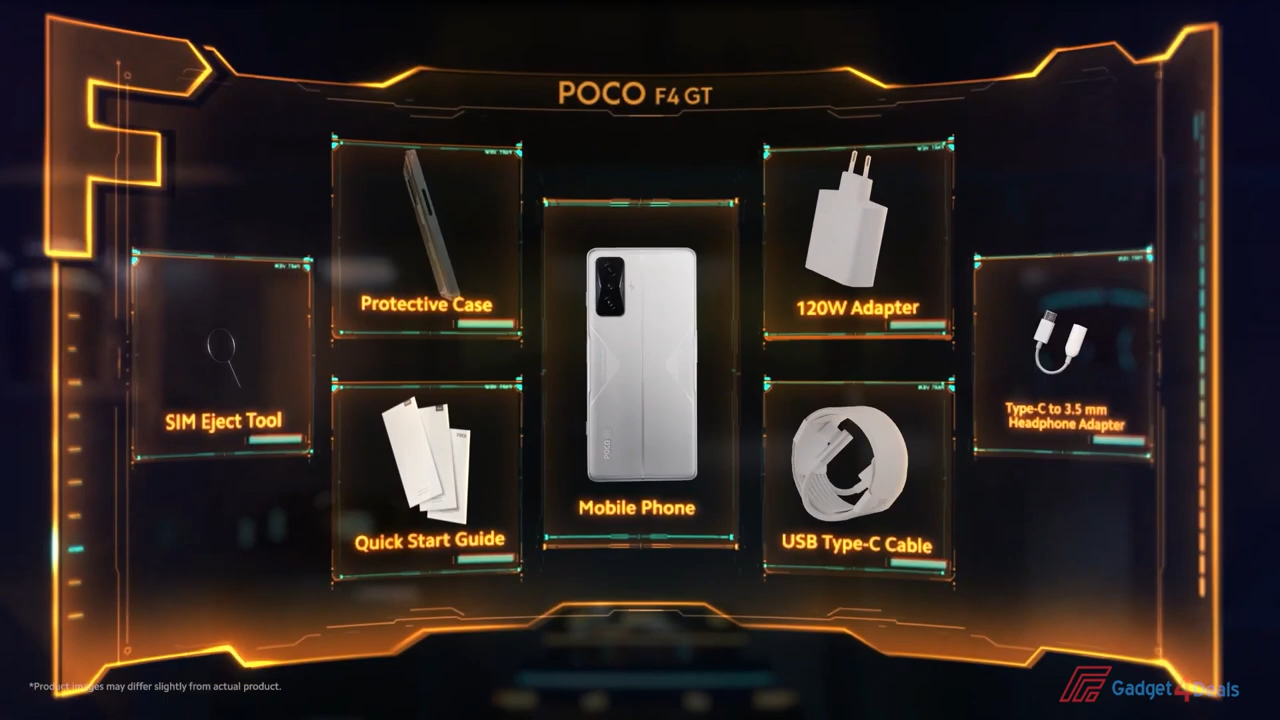 POCO F4 GT
Protective Case
120W Adapter
SIM Eject Tool
Mobile Phone
Type-C to 3.5 mm
Headphone Adapter
Quick Start Guide
USB Type-C Cable
POCO
*Product images may differ slightly from actual product.
Gadget4Deals